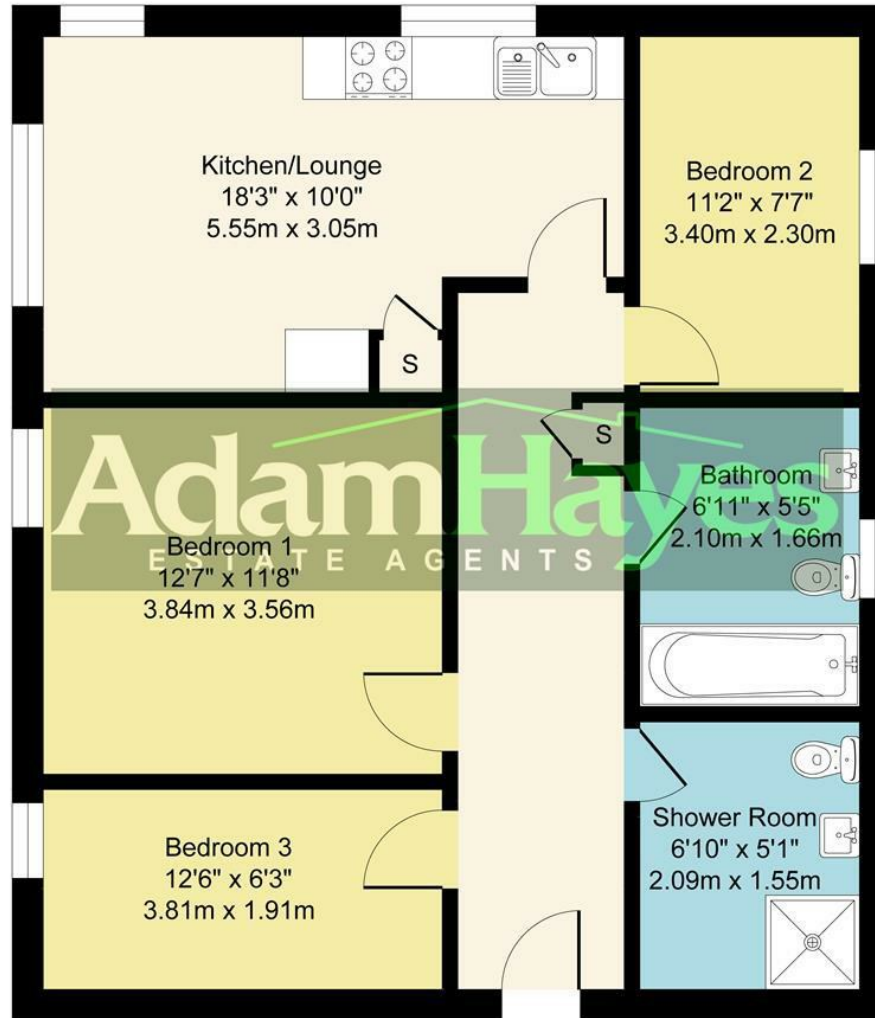 Kitchen/Lounge
18'3" x 10'0"
5.55m x 3.05m
Bedroom 2
11'2" x 7'7"
3.40m x 2.30m
S
S
AdamHayes
ESTATE AGENTS
Bathroom
6'11" x 5'5"
2.10m x 1.66m
Bedroom 1
12'7" x 11'8"
3.84m x 3.56m
Shower Room
6'10" x 5'1"
2.09m x 1.55m
Bedroom 3
12'6" x 6'3"
3.81m x 1.91m